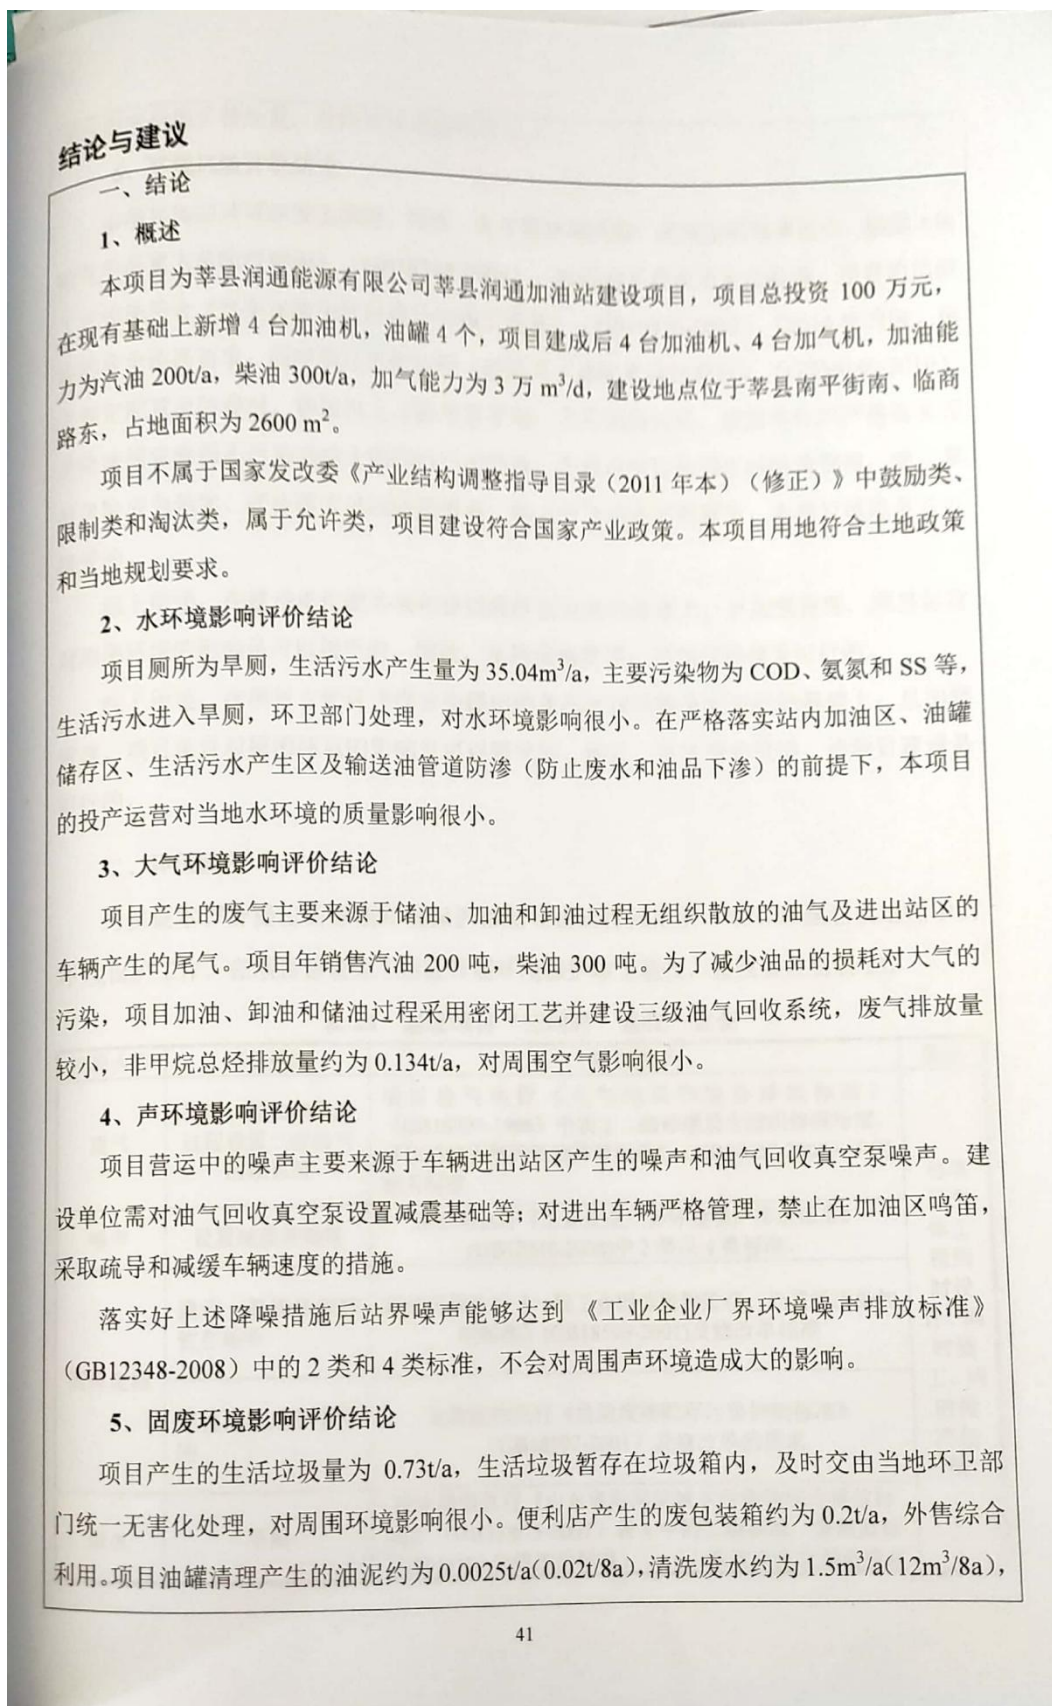 结论与建议
一、结论
1、概述
本项目为莘县润通能源有限公司莘县润通加油站建设项目，项目总投资 100 万元，
在现有基础上新增 4 台加油机，油罐 4 个，项目建成后 4 台加油机、4 台加气机，加油能
力为汽油 200t/a，柴油 300t/a，加气能力为 3 万 m³/d，建设地点位于莘县南平街南、临商
路东，占地面积为 2600 m²。
项目不属于国家发改委《产业结构调整指导目录（2011 年本）（修正）》中鼓励类、
限制类和淘汰类，属于允许类，项目建设符合国家产业政策。本项目用地符合土地政策
和当地规划要求。
2、水环境影响评价结论
项目厕所为旱厕，生活污水产生量为 35.04m³/a，主要污染物为 COD、氨氮和 SS 等，
生活污水进入旱厕，环卫部门处理，对水环境影响很小。在严格落实站内加油区、油罐
储存区、生活污水产生区及输送油管道防渗（防止废水和油品下渗）的前提下，本项目
的投产运营对当地水环境的质量影响很小。
3、大气环境影响评价结论
项目产生的废气主要来源于储油、加油和卸油过程无组织散放的油气及进出站区的
车辆产生的尾气。项目年销售汽油 200 吨，柴油 300 吨。为了减少油品的损耗对大气的
污染，项目加油、卸油和储油过程采用密闭工艺并建设三级油气回收系统，废气排放量
较小，非甲烷总烃排放量约为 0.134t/a，对周围空气影响很小。
4、声环境影响评价结论
项目营运中的噪声主要来源于车辆进出站区产生的噪声和油气回收真空泵噪声。建
设单位需对油气回收真空泵设置减震基础等；对进出车辆严格管理，禁止在加油区鸣笛，
采取疏导和减缓车辆速度的措施。
落实好上述降噪措施后站界噪声能够达到 《工业企业厂界环境噪声排放标准》
（GB12348-2008）中的 2 类和 4 类标准，不会对周围声环境造成大的影响。
5、固废环境影响评价结论
项目产生的生活垃圾量为 0.73t/a，生活垃圾暂存在垃圾箱内，及时交由当地环卫部
门统一无害化处理，对周围环境影响很小。便利店产生的废包装箱约为 0.2t/a，外售综合
利用。项目油罐清理产生的油泥约为 0.0025t/a（0.02t/8a），清洗废水约为 1.5m³/a（12m³/8a），
41